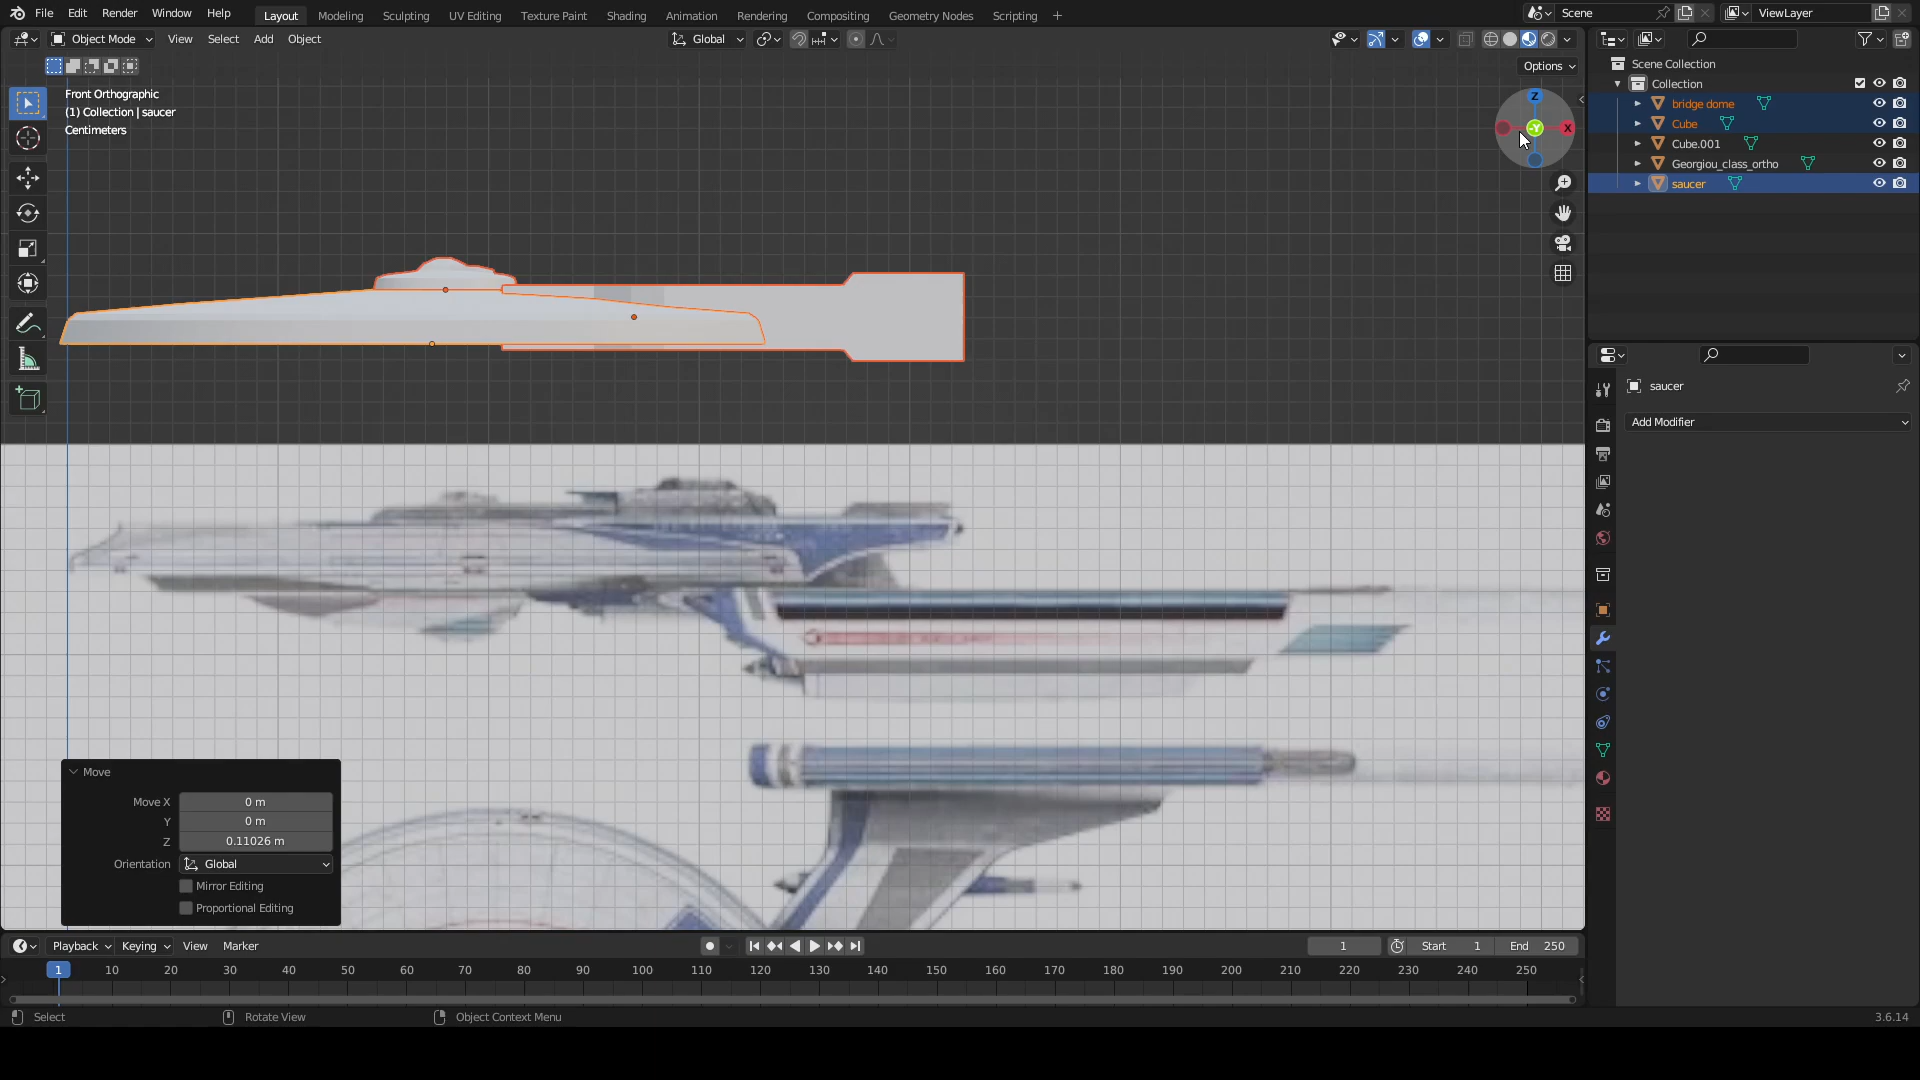 File Edit Render Window Help Layout Modeling Sculpting UV Editing Texture Paint Shading Animation Rendering Compositing Geometry Nodes Scripting + Scene ViewLayer
Object Mode View Select Add Object Global
Options
Front Orthographic
(1) Collection | saucer
Centimeters
Z
-Y X
Scene Collection
Collection
bridge dome
Cube
Cube.001
Georgiou_class_ortho
saucer
saucer
Add Modifier
Move
Move X 0 m
Y 0 m
Z 0.11026 m
Orientation Global
Mirror Editing
Proportional Editing
Playback Keying View Marker 1 Start 1 End 250
1 10 20 30 40 50 60 70 80 90 100 110 120 130 140 150 160 170 180 190 200 210 220 230 240 250
Select Rotate View Object Context Menu 3.6.14